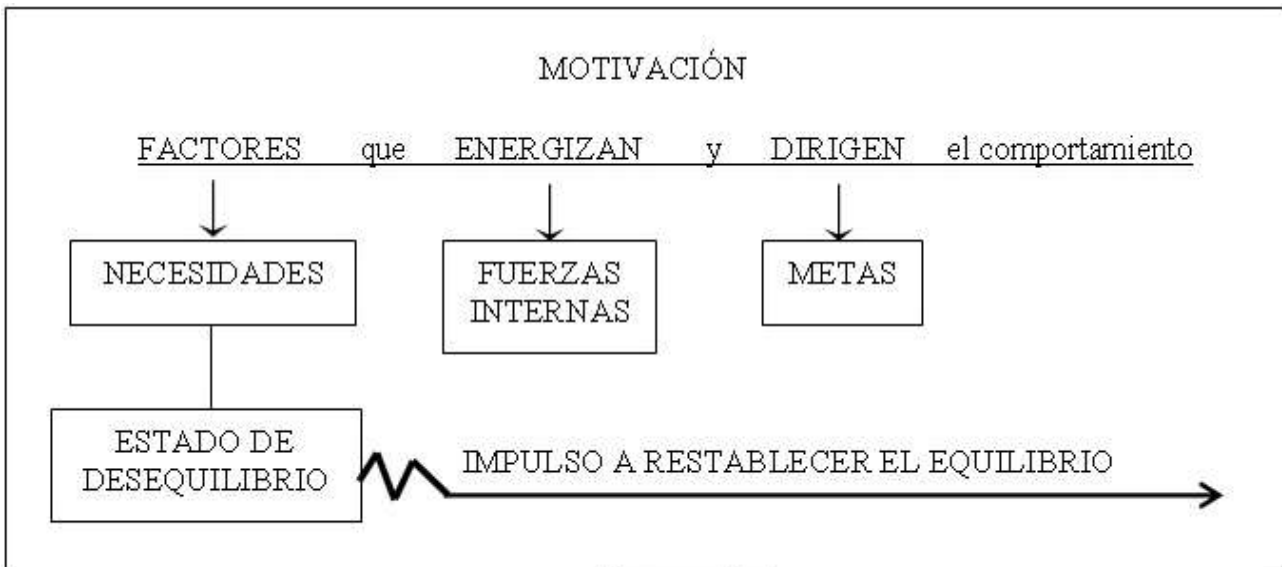 MOTIVACIÓN
FACTORES que ENERGIZAN y DIRIGEN el comportamiento
NECESIDADES
FUERZAS
INTERNAS
METAS
ESTADO DE
DESEQUILIBRIO
IMPULSO A RESTABLECER EL EQUILIBRIO